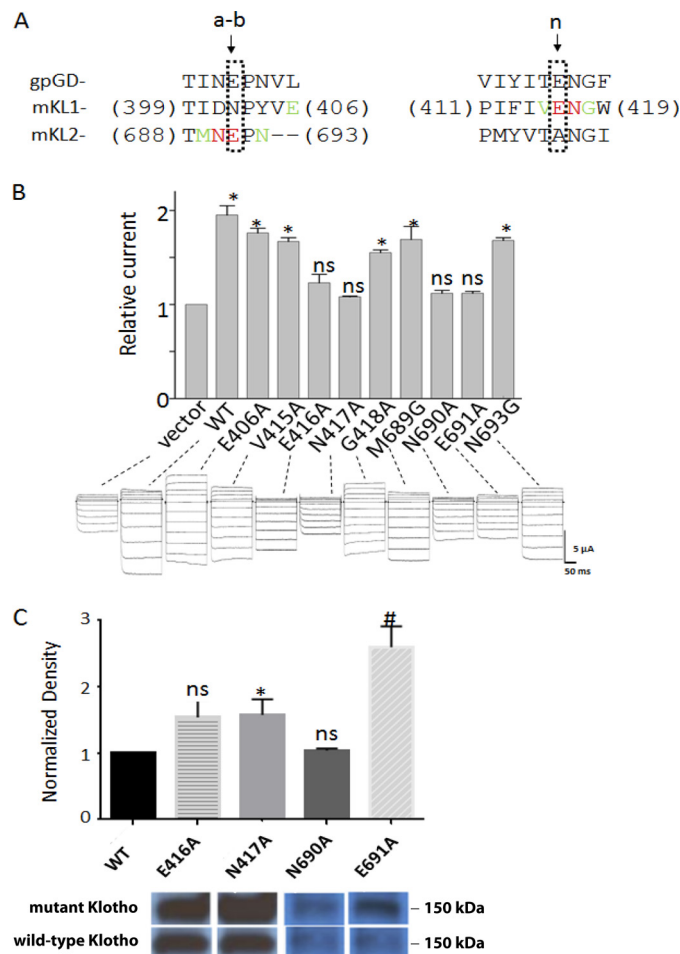 A
a-b
n
gpGD- TINEPNVL VIYITENGF
mKL1- (399) TIDNPYVE (406) (411) PIFIVENGW (419)
mKL2- (688) TMNEPN-- (693) PMYVTANGI
B
Relative current
2
1
0
* * * ns ns * * ns ns *
vector WT E406A V415A E416A N417A G418A M689G N690A E691A N693G
5 µA
50 ms
C
Normalized Density
3
2
1
0
ns * ns #
WT E416A N417A N690A E691A
mutant Klotho – 150 kDa
wild-type Klotho – 150 kDa